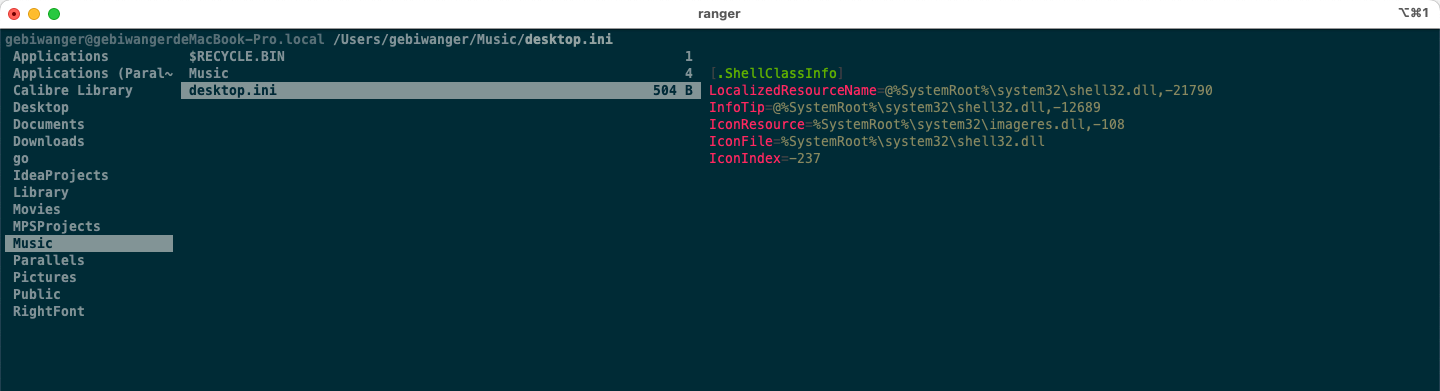 ranger ⌥⌘1
gebiwanger@gebiwangerdeMacBook-Pro.local /Users/gebiwanger/Music/desktop.ini
Applications
Applications (Paral~
Calibre Library
Desktop
Documents
Downloads
go
IdeaProjects
Library
Movies
MPSProjects
Music
Parallels
Pictures
Public
RightFont
$RECYCLE.BIN 1
Music 4
desktop.ini 504 B
[.ShellClassInfo]
LocalizedResourceName=@%SystemRoot%\system32\shell32.dll,-21790
InfoTip=@%SystemRoot%\system32\shell32.dll,-12689
IconResource=%SystemRoot%\system32\imageres.dll,-108
IconFile=%SystemRoot%\system32\shell32.dll
IconIndex=-237